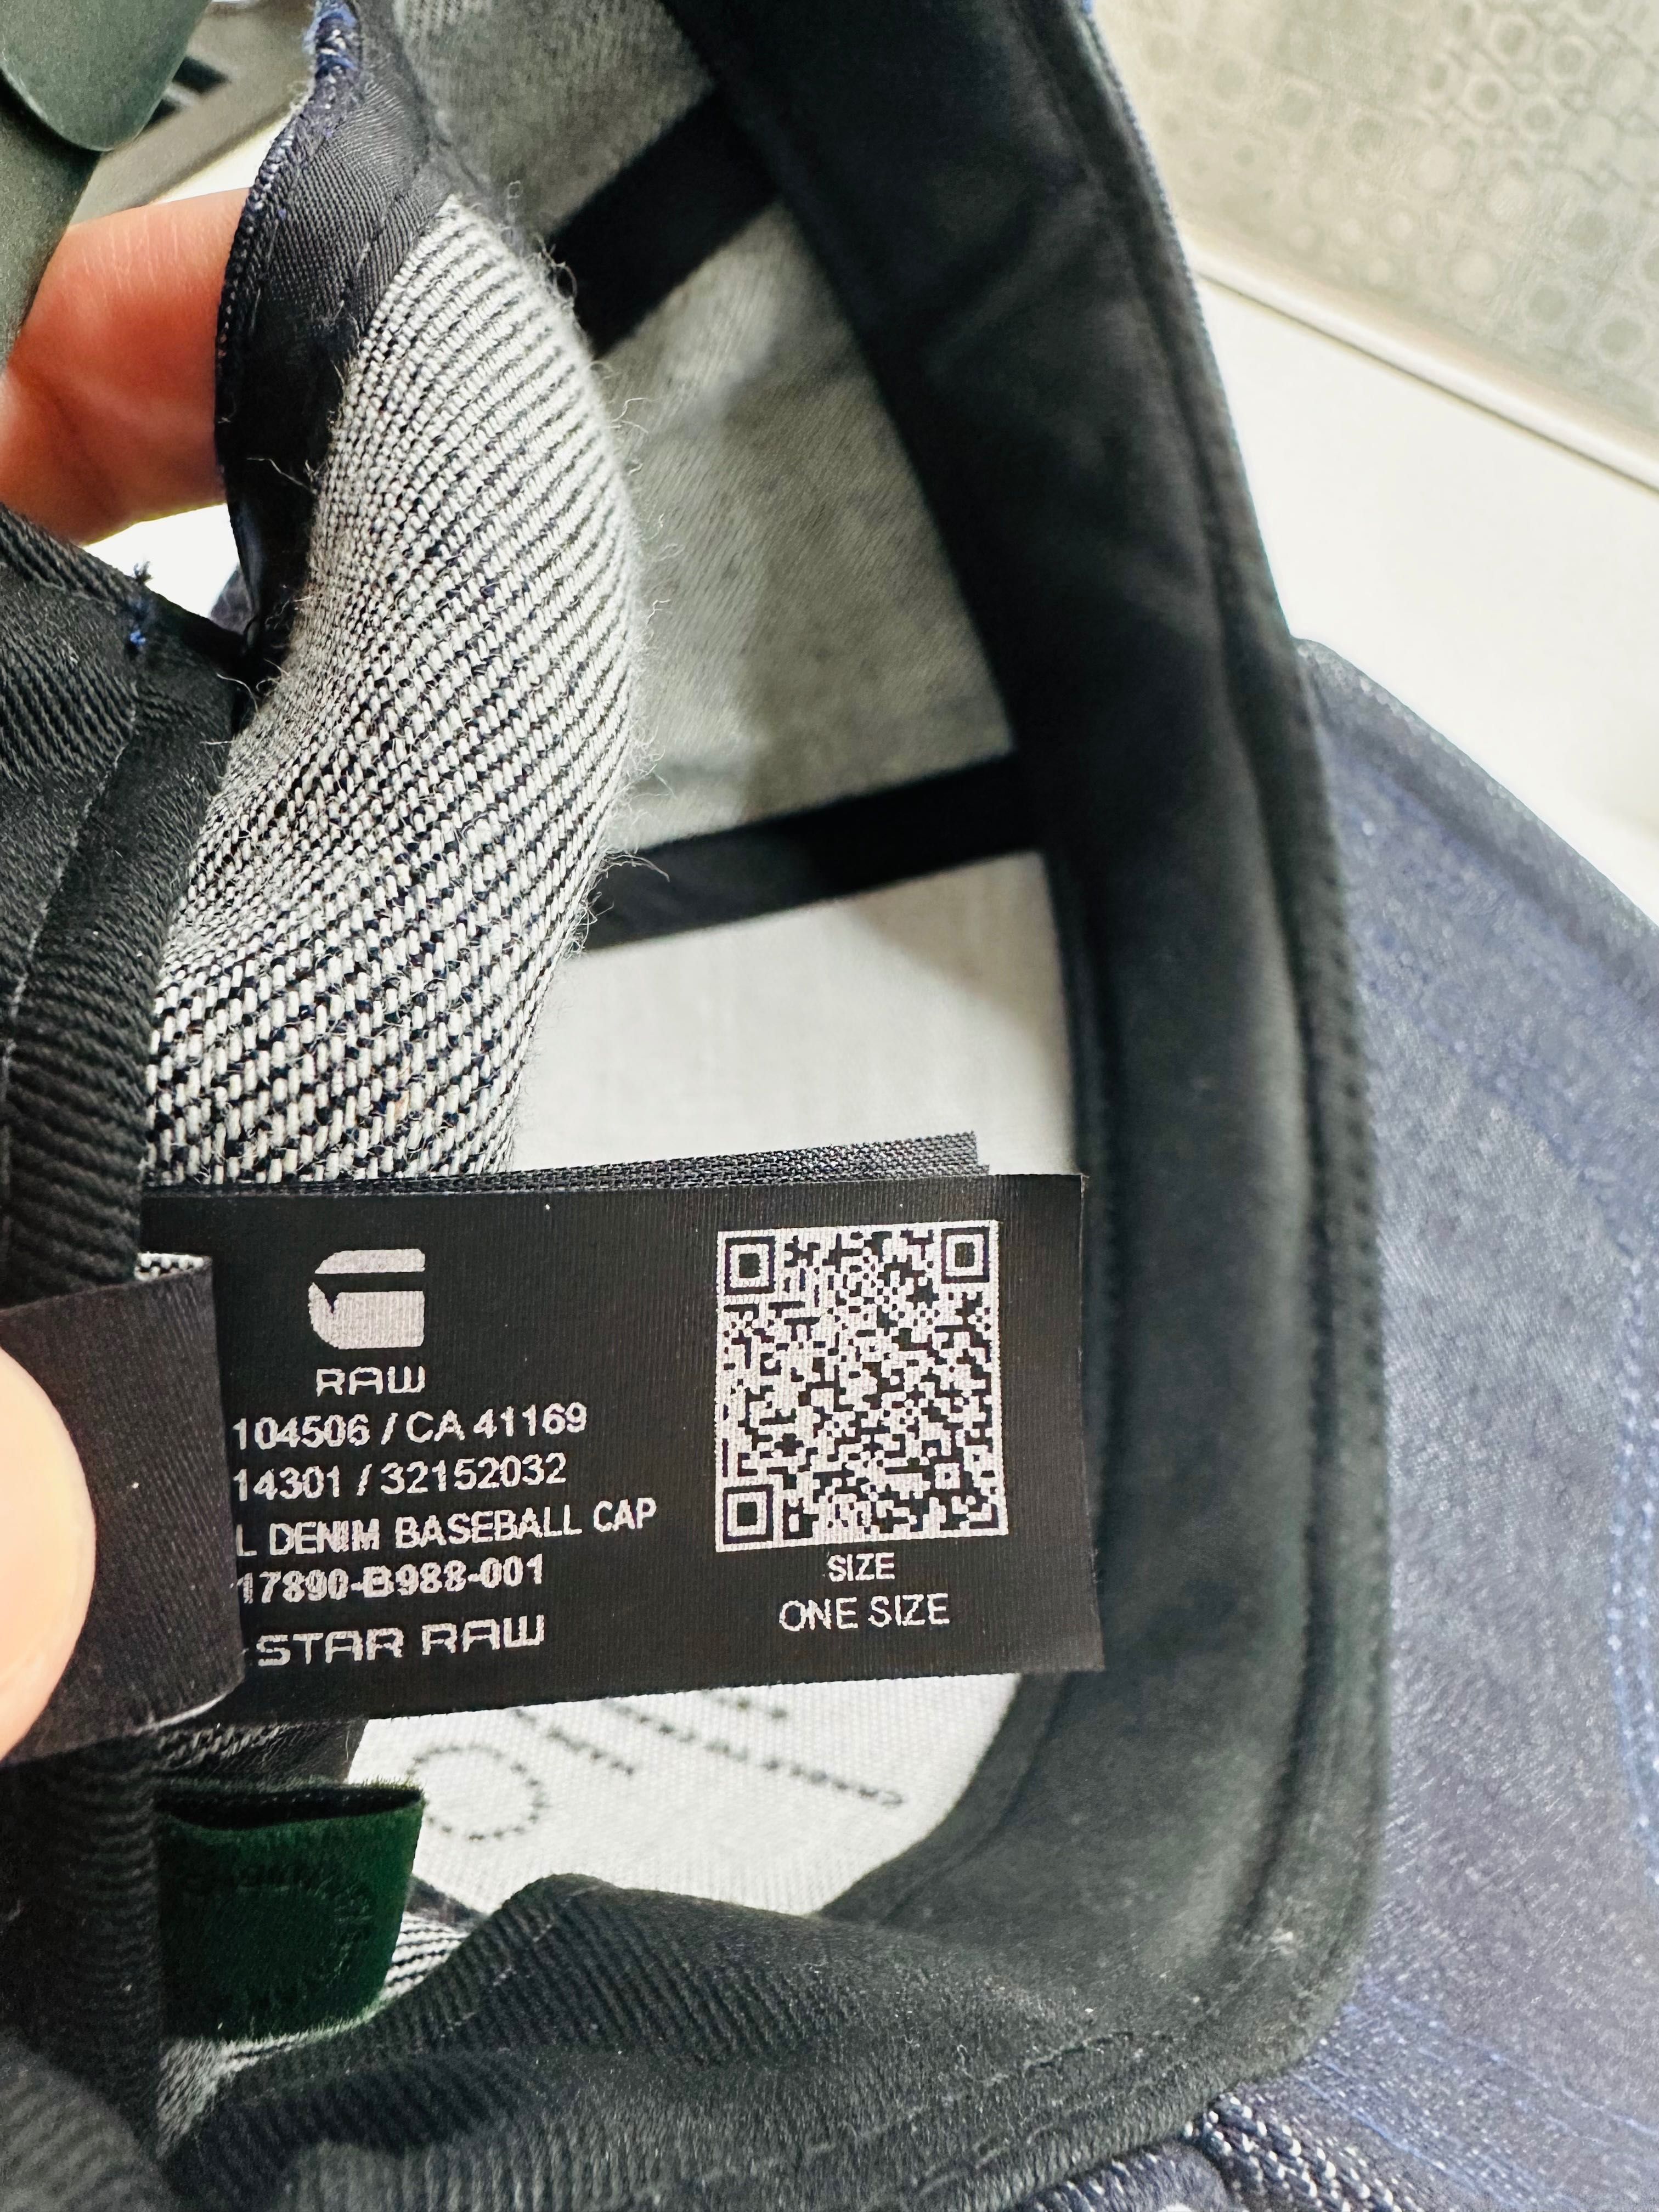 RAW
104506 / CA 41169
14301 / 32152032
L DENIM BASEBALL CAP
17890-B988-001
-STAR RAW
SIZE
ONE SIZE